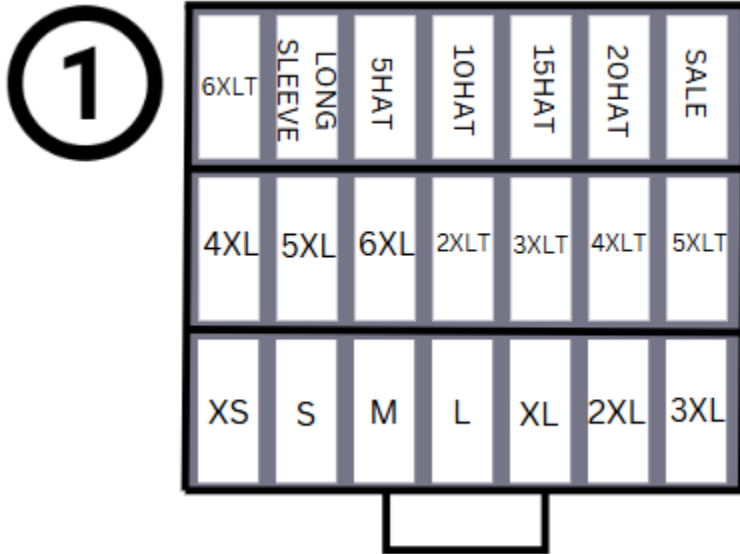 1
6XLT
LONG
SLEEVE
5HAT
10HAT
15HAT
20HAT
SALE
4XL
5XL
6XL
2XLT
3XLT
4XLT
5XLT
XS
S
M
L
XL
2XL
3XL